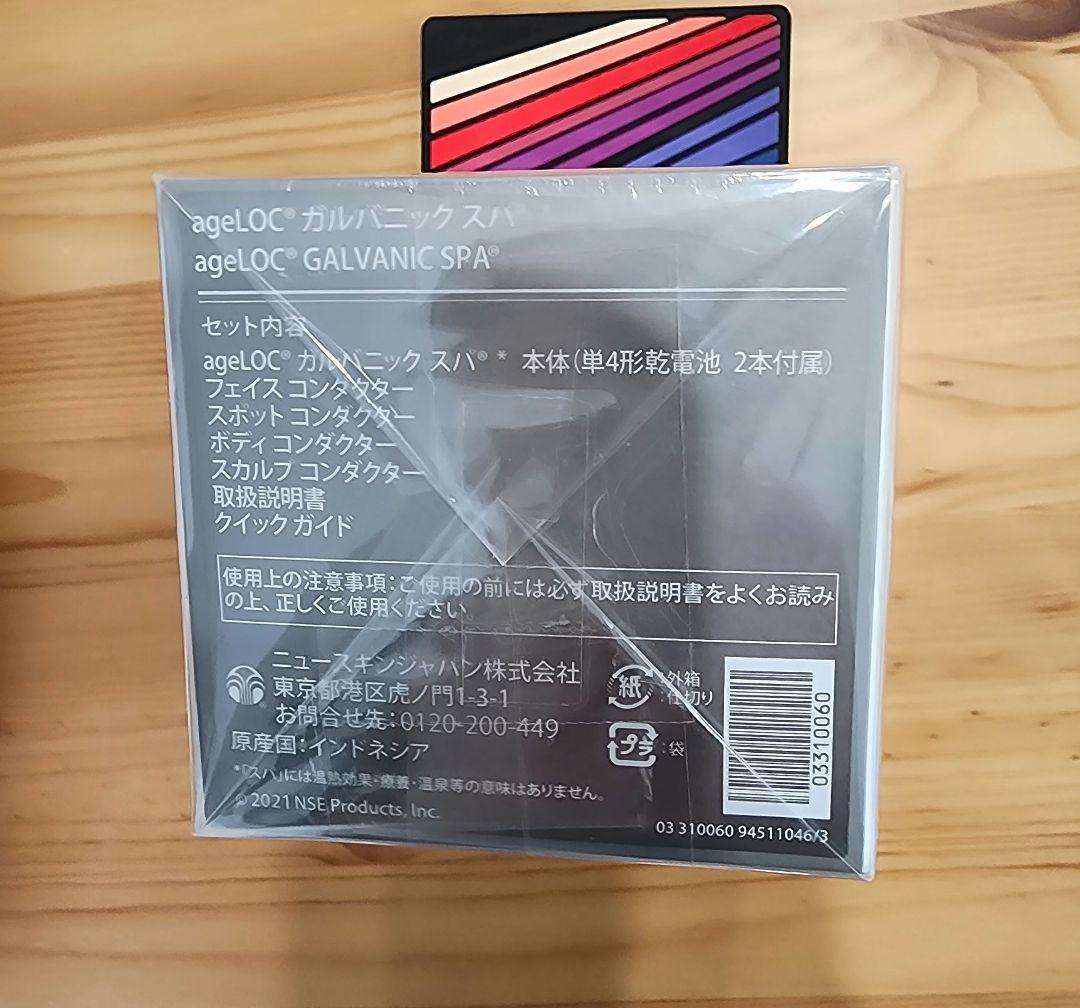 ageLOC® ガルバニック スパ
ageLOC® GALVANIC SPA®
セット内容
ageLOC® ガルバニック スパ® * 本体(単4形乾電池 2本付属)
フェイス コンダクター
スポット コンダクター
ボディ コンダクター
スカルプ コンダクター
取扱説明書
クイック ガイド
使用上の注意事項:ご使用の前には必ず取扱説明書をよくお読み
の上、正しくご使用ください。
ニュースキンジャパン株式会社
東京都港区虎ノ門1-3-1
お問合せ先:0120-200-449
原産国:インドネシア
*「スパ」には温熱効果・療養・温泉等の意味はありません。
©2021 NSE Products, Inc.
紙 :外箱
:仕切り
プラ :袋
03310060
03 310060 94511046/3